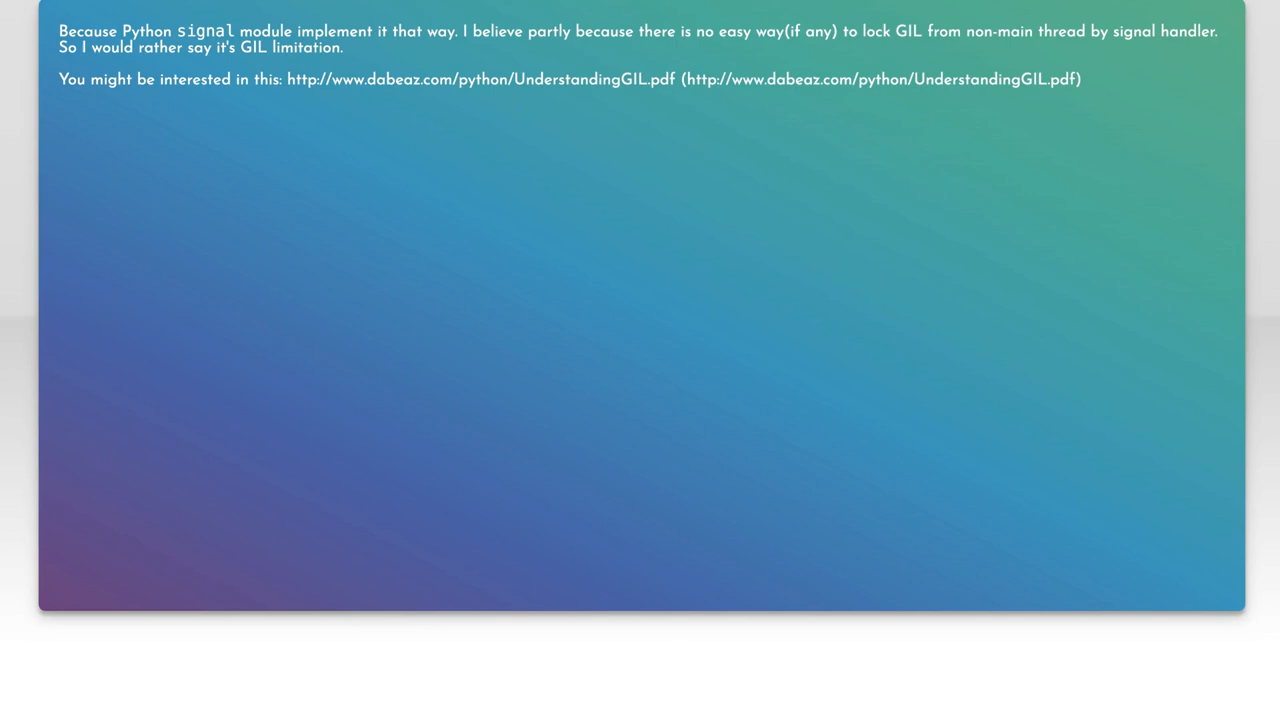 Because Python signal module implement it that way. I believe partly because there is no easy way(if any) to lock GIL from non-main thread by signal handler.
So I would rather say it's GIL limitation.
You might be interested in this: http://www.dabeaz.com/python/UnderstandingGIL.pdf (http://www.dabeaz.com/python/UnderstandingGIL.pdf)